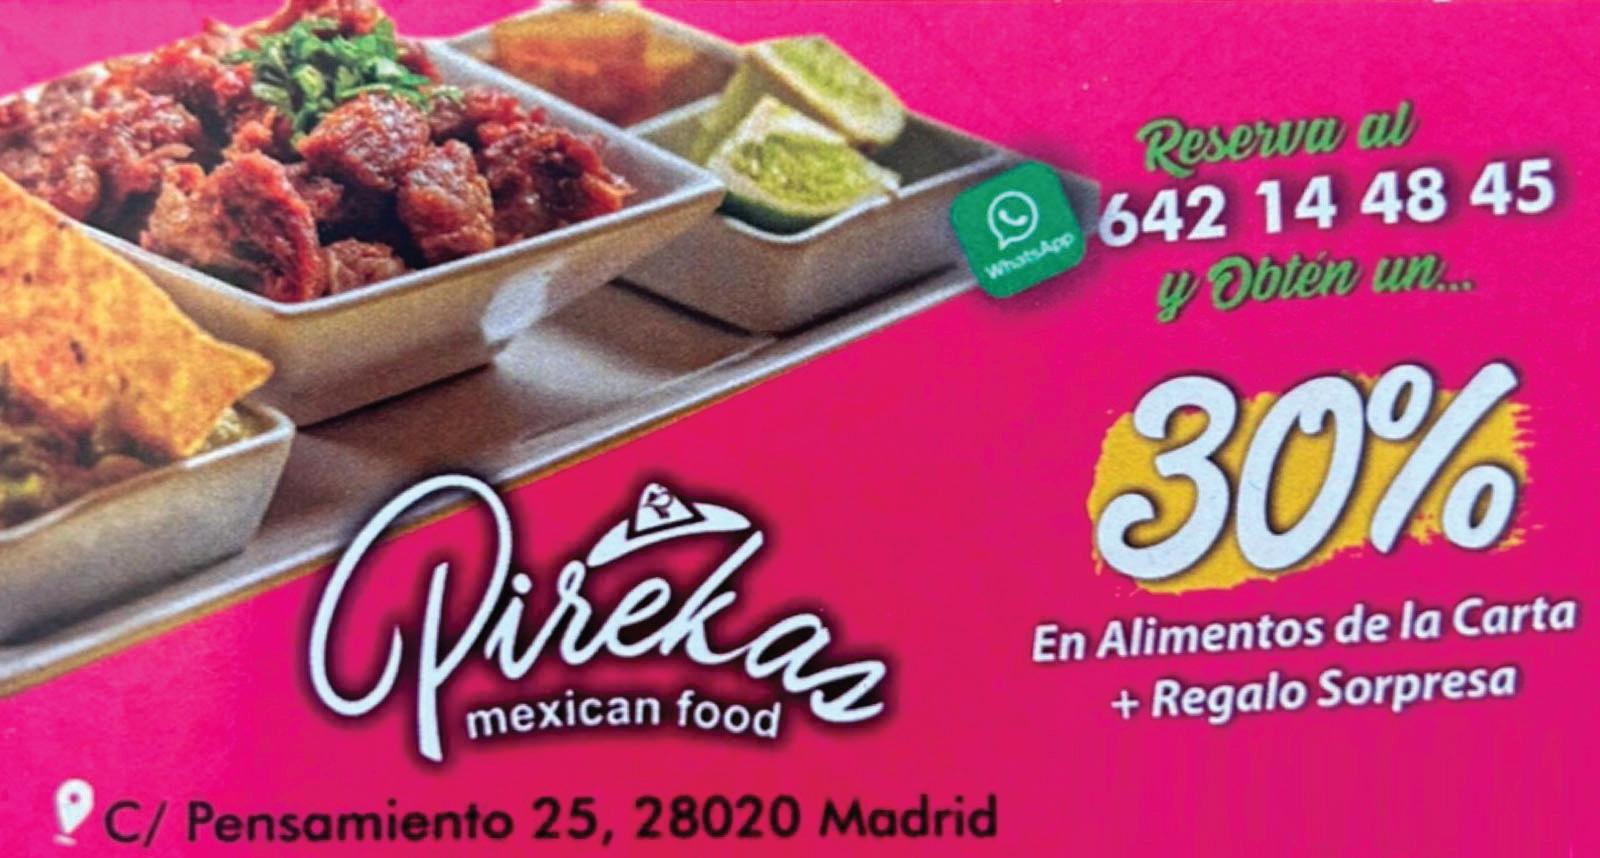 Reserva al
642 14 48 45
WhatsApp
y Obtén un...
30%
En Alimentos de la Carta
+ Regalo Sorpresa
Pirekas
mexican food
C/ Pensamiento 25, 28020 Madrid